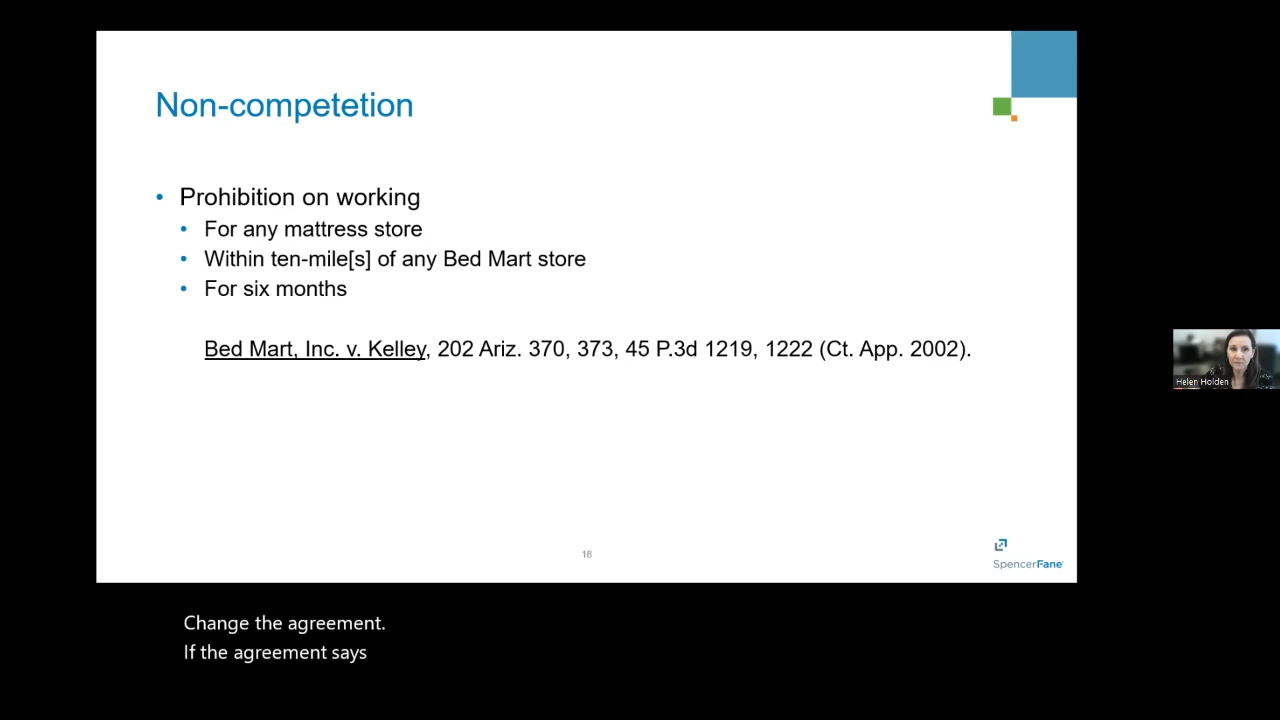 Non-competetion
• Prohibition on working
• For any mattress store
• Within ten-mile[s] of any Bed Mart store
• For six months
Bed Mart, Inc. v. Kelley, 202 Ariz. 370, 373, 45 P.3d 1219, 1222 (Ct. App. 2002).
18
SpencerFane
Helen Holden
Change the agreement.
If the agreement says